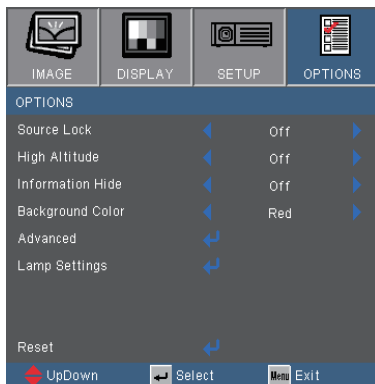 IMAGE DISPLAY SETUP OPTIONS
OPTIONS
Source Lock Off
High Altitude Off
Information Hide Off
Background Color Red
Advanced
Lamp Settings
Reset
UpDown Select Menu Exit